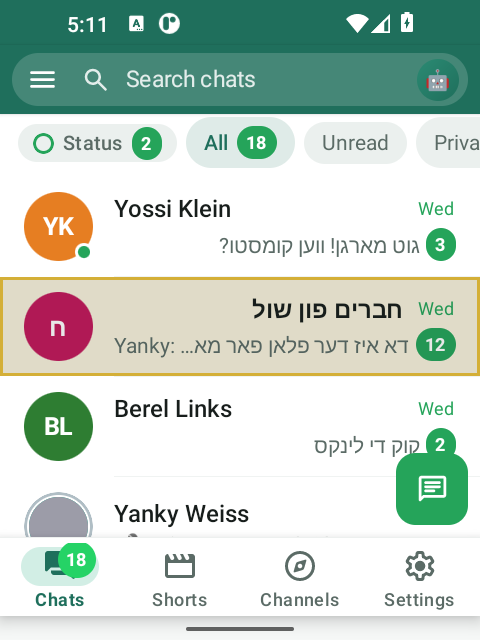 5:11
A
Search chats
Status 2
All 18
Unread
Priva
YK
Yossi Klein
Wed
גוט מארגן! ווען קומסטו?
3
ח
חברים פון שול
Wed
Yanky: דא איז דער פלאן פאר מא...
12
BL
Berel Links
Wed
קוק די לינקס
2
Yanky Weiss
18
Chats
Shorts
Channels
Settings